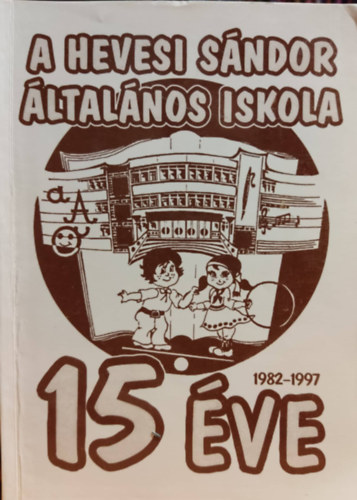 A HEVESI SÁNDOR
ÁLTALÁNOS ISKOLA
a A
1982-1997
15 ÉVE